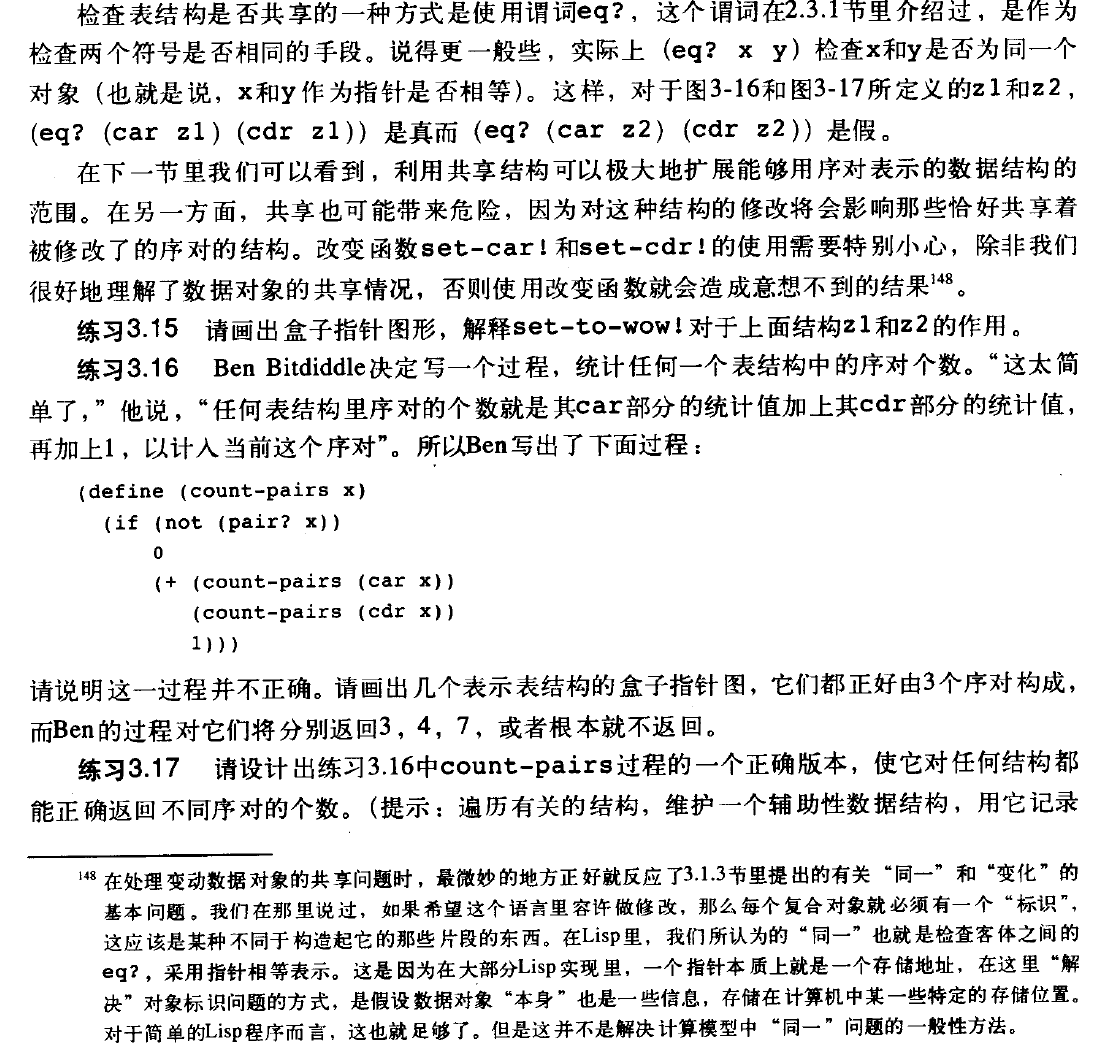 检查表结构是否共享的一种方式是使用谓词eq?，这个谓词在2.3.1节里介绍过，是作为
检查两个符号是否相同的手段。说得更一般些，实际上（eq? x y）检查x和y是否为同一个
对象（也就是说，x和y作为指针是否相等）。这样，对于图3-16和图3-17所定义的z1和z2，
(eq? (car z1) (cdr z1)）是真而（eq? (car z2) (cdr z2)）是假。
在下一节里我们可以看到，利用共享结构可以极大地扩展能够用序对表示的数据结构的
范围。在另一方面，共享也可能带来危险，因为对这种结构的修改将会影响那些恰好共享着
被修改了的序对的结构。改变函数set-car!和set-cdr!的使用需要特别小心，除非我们
很好地理解了数据对象的共享情况，否则使用改变函数就会造成意想不到的结果148。
练习3.15 请画出盒子指针图形，解释set-to-wow!对于上面结构z1和z2的作用。
练习3.16 Ben Bitdiddle决定写一个过程，统计任何一个表结构中的序对个数。“这太简
单了，”他说，“任何表结构里序对的个数就是其car部分的统计值加上其cdr部分的统计值，
再加上1，以计入当前这个序对”。所以Ben写出了下面过程：
(define (count-pairs x)
(if (not (pair? x))
0
(+ (count-pairs (car x))
(count-pairs (cdr x))
1)))
请说明这一过程并不正确。请画出几个表示表结构的盒子指针图，它们都正好由3个序对构成，
而Ben的过程对它们将分别返回3，4，7，或者根本就不返回。
练习3.17 请设计出练习3.16中count-pairs过程的一个正确版本，使它对任何结构都
能正确返回不同序对的个数。（提示：遍历有关的结构，维护一个辅助性数据结构，用它记录
148 在处理变动数据对象的共享问题时，最微妙的地方正好就反应了3.1.3节里提出的有关“同一”和“变化”的
基本问题。我们在那里说过，如果希望这个语言里容许做修改，那么每个复合对象就必须有一个“标识”，
这应该是某种不同于构造起它的那些片段的东西。在Lisp里，我们所认为的“同一”也就是检查客体之间的
eq?，采用指针相等表示。这是因为在大部分Lisp实现里，一个指针本质上就是一个存储地址，在这里“解
决”对象标识问题的方式，是假设数据对象“本身”也是一些信息，存储在计算机中某一些特定的存储位置。
对于简单的Lisp程序而言，这也就足够了。但是这并不是解决计算模型中“同一”问题的一般性方法。